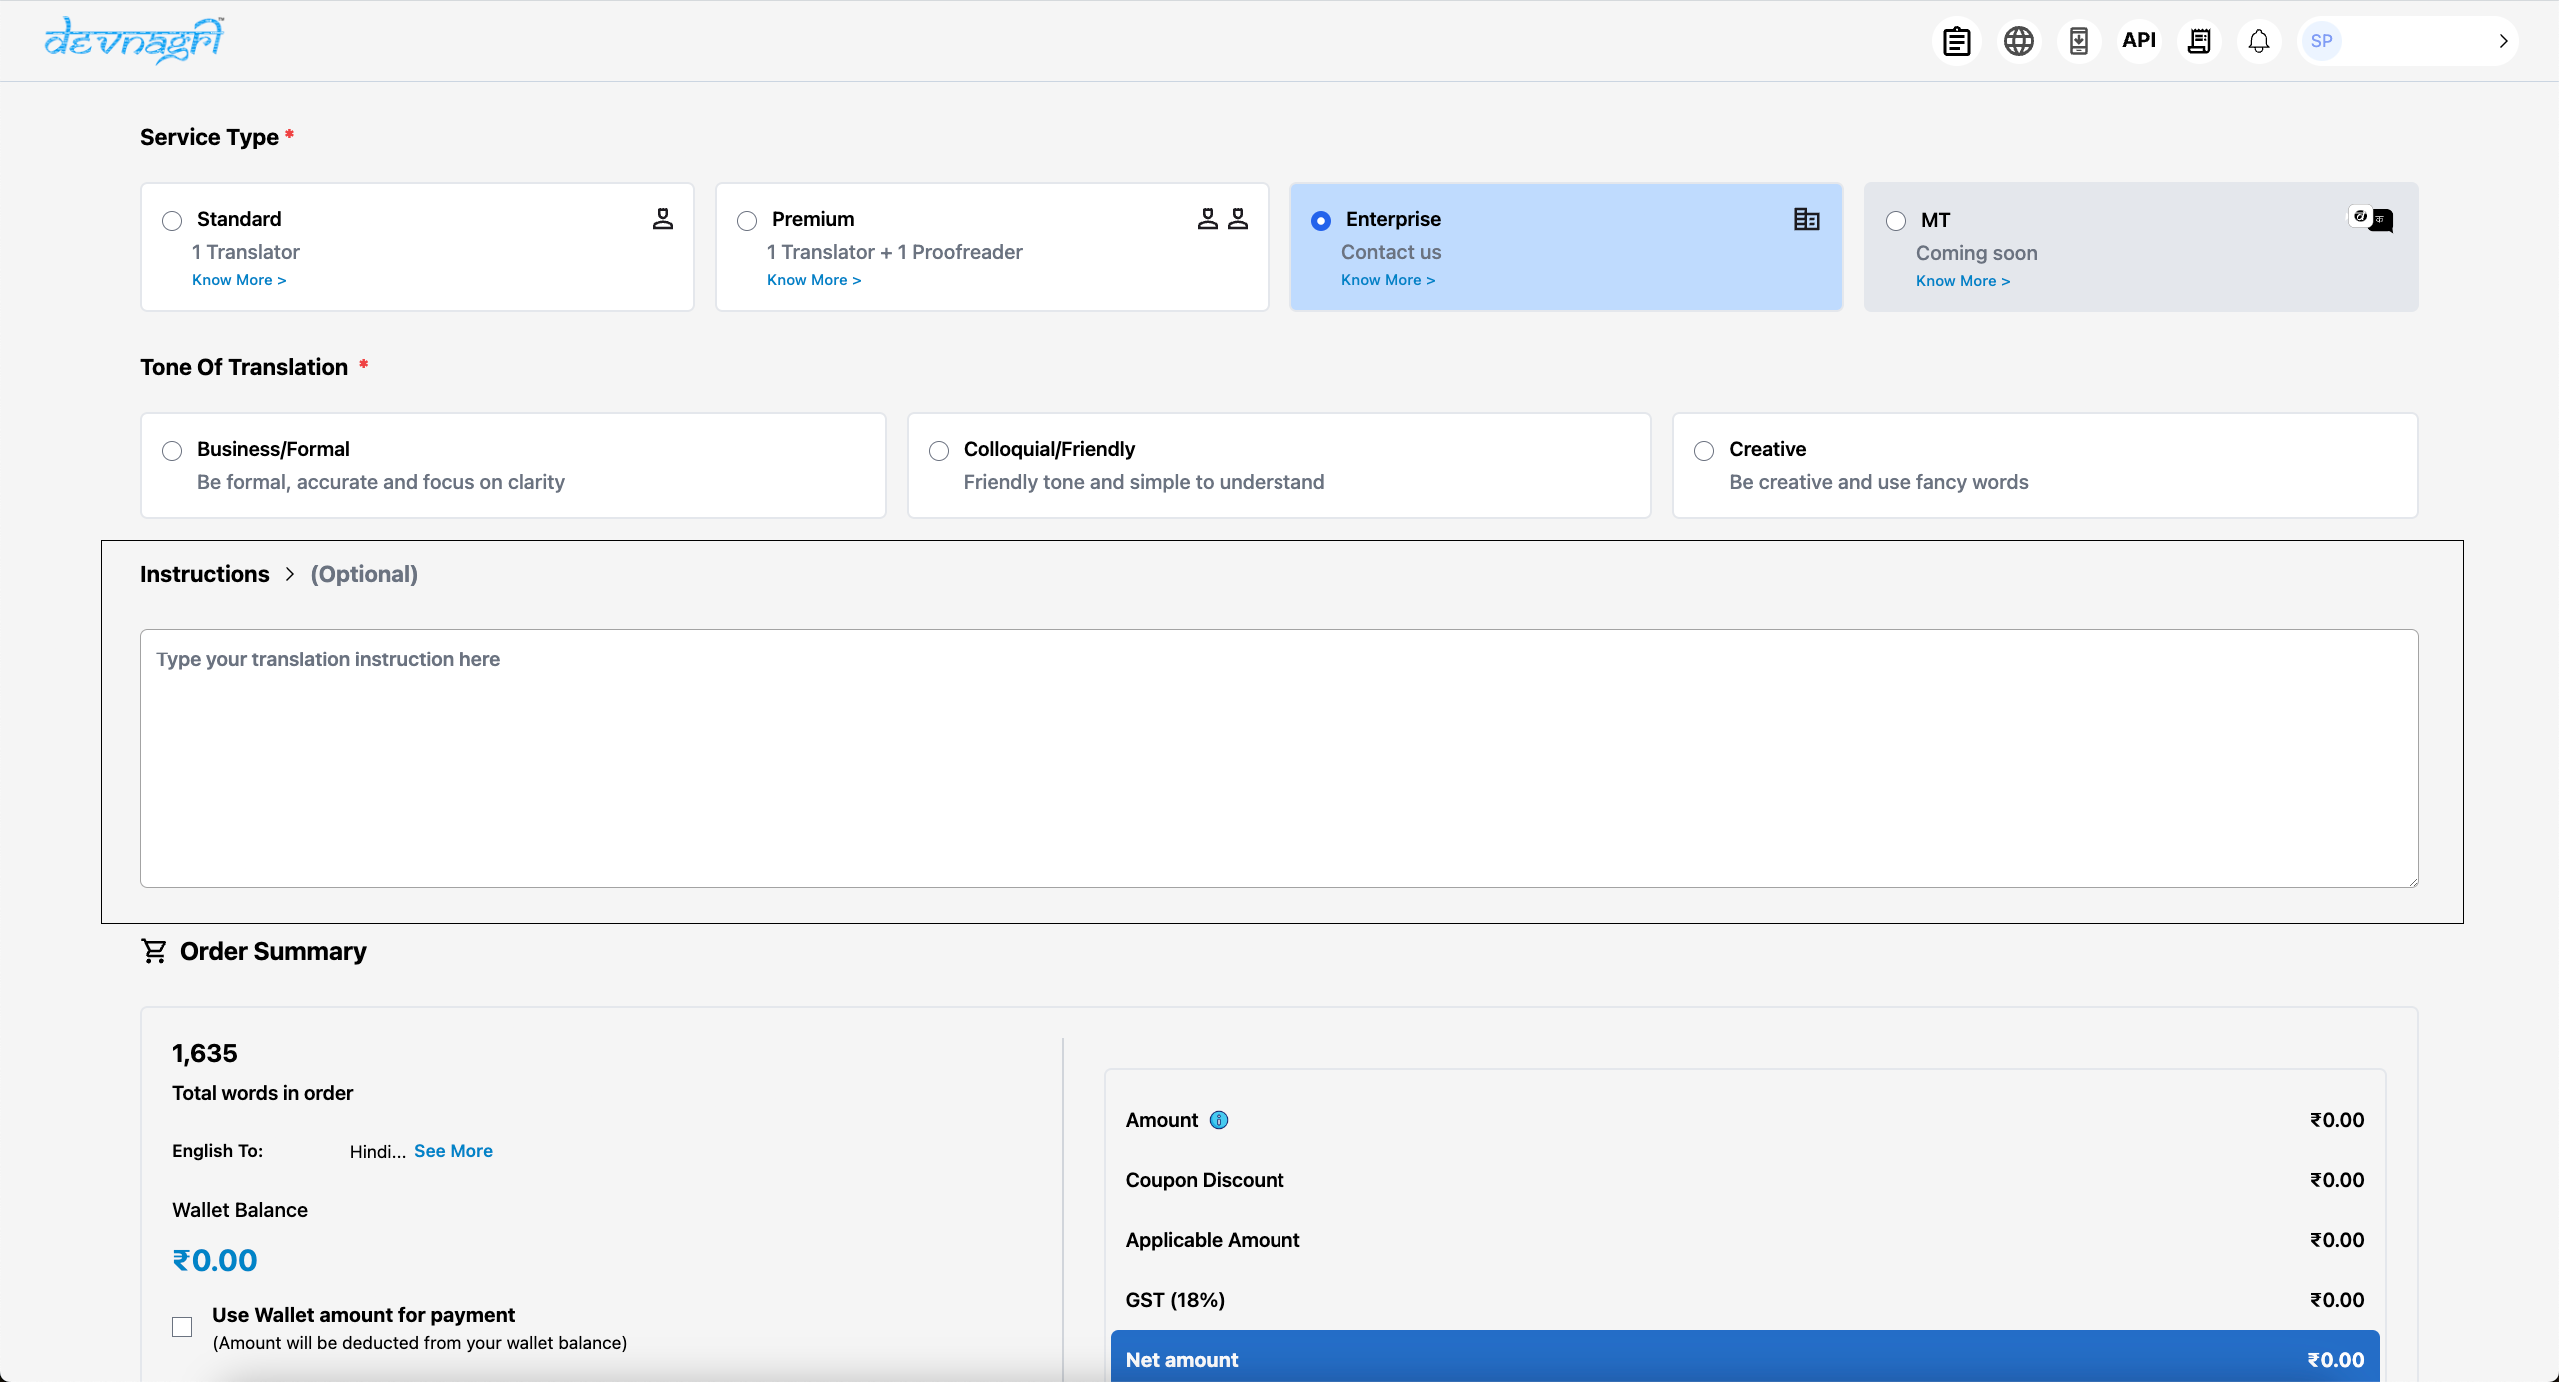 devnagri
API
SP
Service Type *
Standard
1 Translator
Know More >
Premium
1 Translator + 1 Proofreader
Know More >
Enterprise
Contact us
Know More >
MT
Coming soon
Know More >
Tone Of Translation *
Business/Formal
Be formal, accurate and focus on clarity
Colloquial/Friendly
Friendly tone and simple to understand
Creative
Be creative and use fancy words
Instructions > (Optional)
Type your translation instruction here
Order Summary
1,635
Total words in order
English To: Hindi... See More
Wallet Balance
₹0.00
Use Wallet amount for payment
(Amount will be deducted from your wallet balance)
Amount ₹0.00
Coupon Discount ₹0.00
Applicable Amount ₹0.00
GST (18%) ₹0.00
Net amount ₹0.00